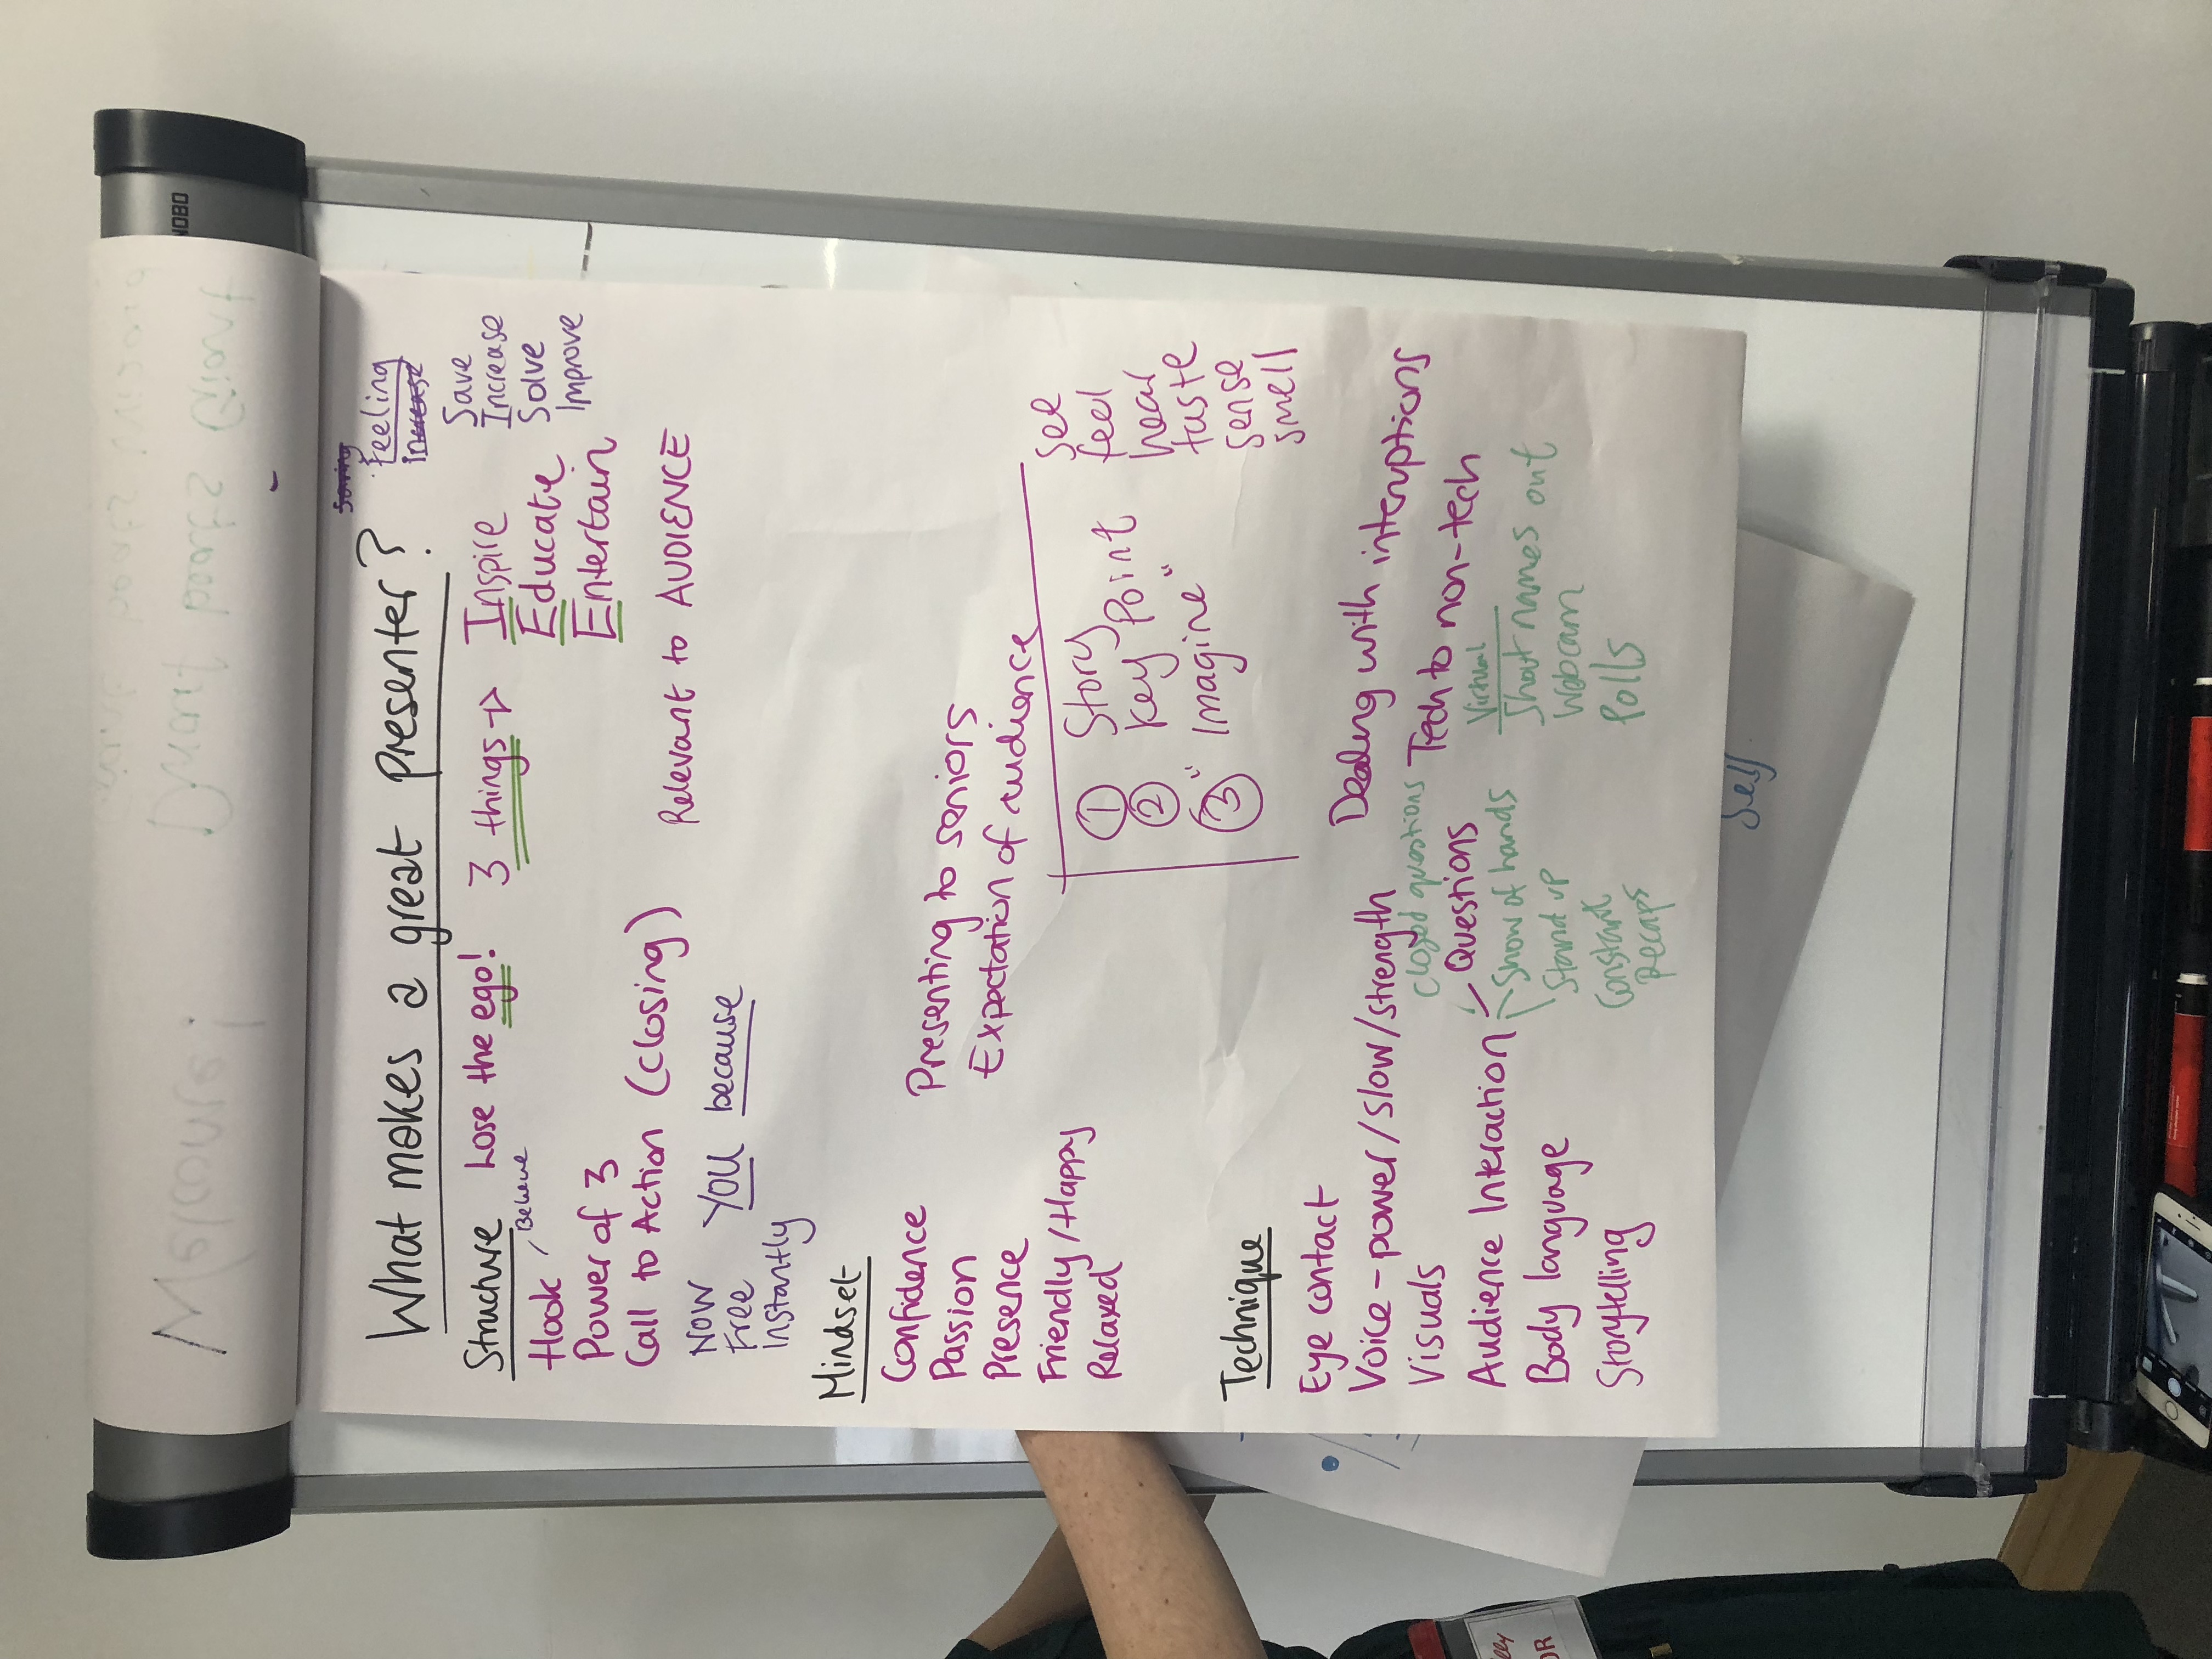 Welcome!
Dwarf beats Giant
NOBO
Saving
What makes a great presenter?
Feeling
Increase
Structure Lose the ego! 3 things → Inspire
Save
Increase
Solve
Improve
Hook Believe
Educate
Power of 3
Entertain
Call to Action (closing)
Relevant to AUDIENCE
Now
Free
Instantly
YOU because
Mindset
Confidence
Passion
Presence
Friendly/Happy
Relaxed
Presenting to seniors
Expectation of audience
① Story
② Key Point
③ "Imagine"
see
feel
hear
taste
sense
smell
Technique
Eye contact
Voice - power/slow/strength
Visuals
Audience Interaction
Body language
Storytelling
Closed questions
Questions
Show of hands
Stand up
Constant
Recaps
Dealing with interuptions
Tech to non-tech
Virtual
Shout names out
Webcam
Polls
Self